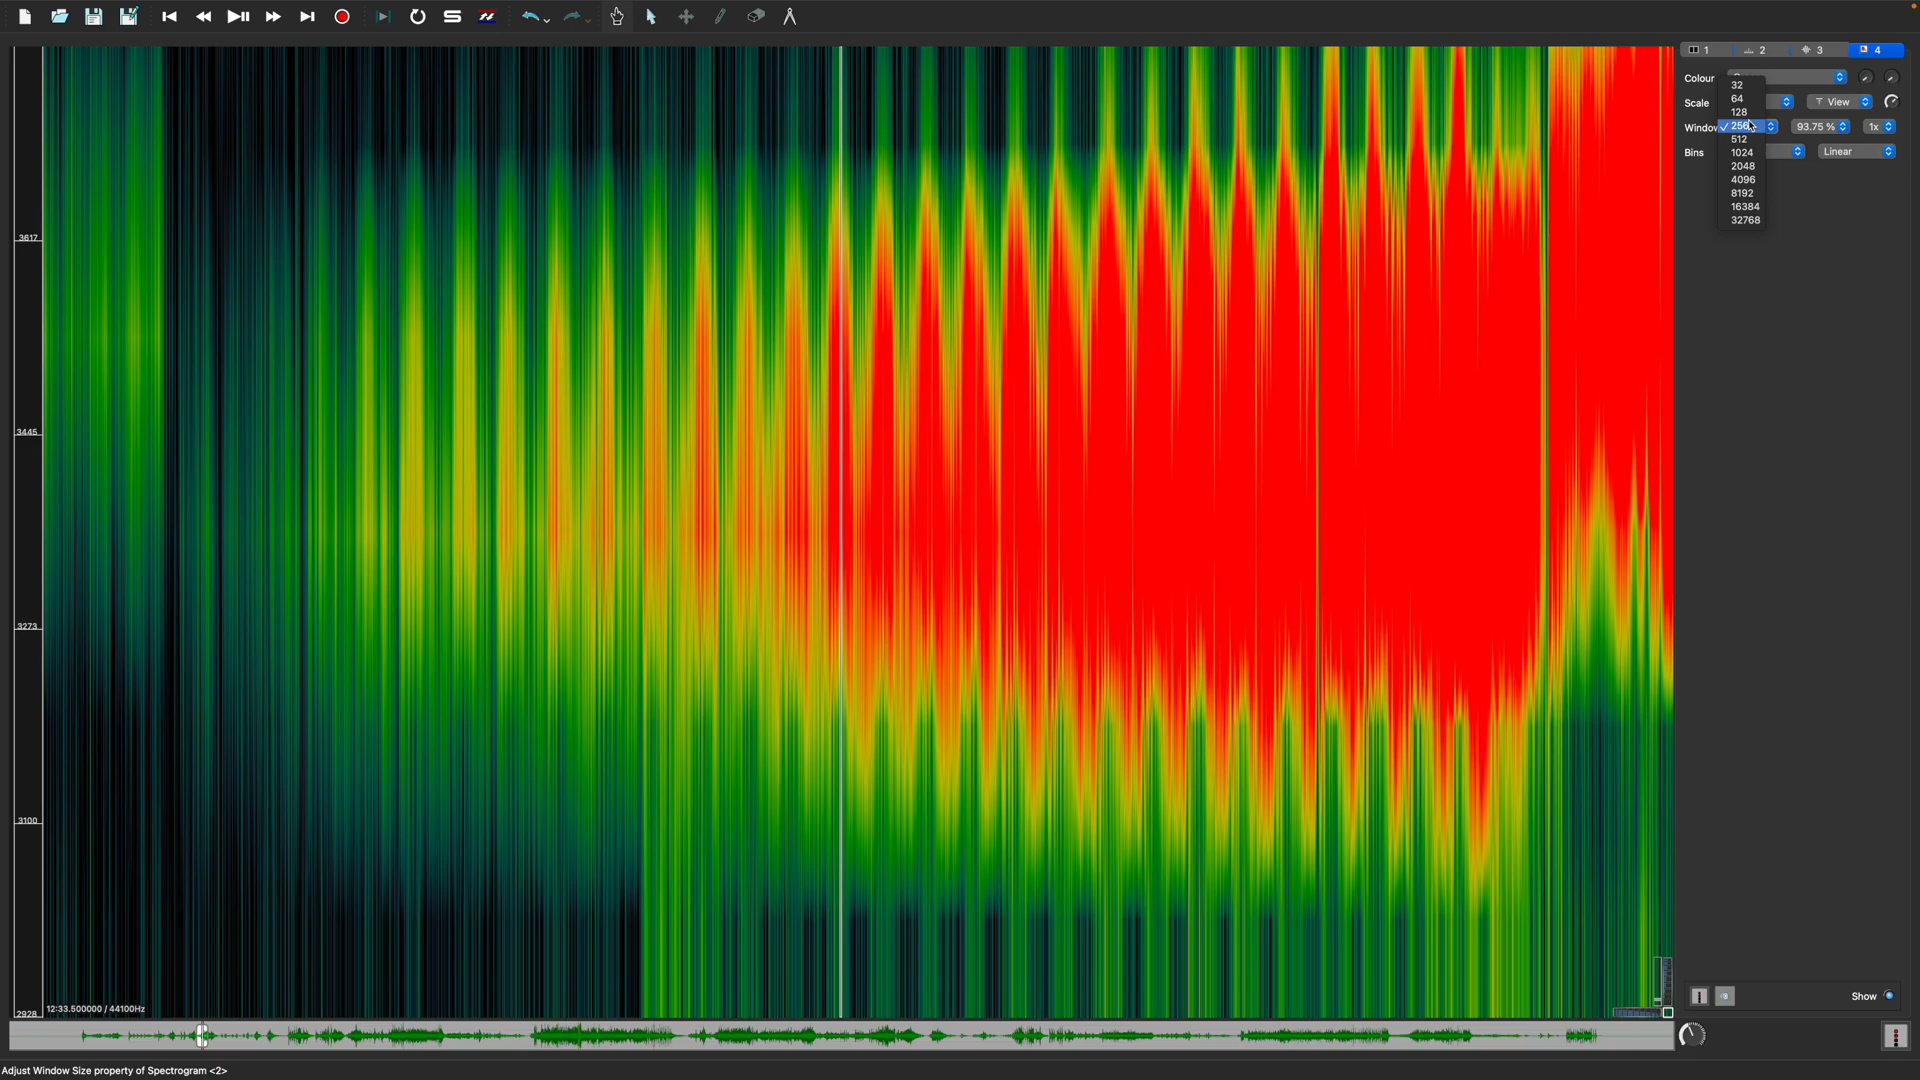 1 2 3 4
Colour
Scale View
Window 93.75 % 1x
Bins Linear
32
64
128
✓ 256
512
1024
2048
4096
8192
16384
32768
3617
3445
3273
3100
2928
12:33.500000 / 44100Hz
Show
Adjust Window Size property of Spectrogram <2>